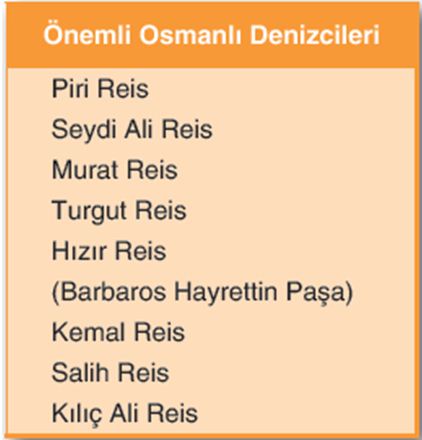 Önemli Osmanlı Denizcileri
Piri Reis
Seydi Ali Reis
Murat Reis
Turgut Reis
Hızır Reis
(Barbaros Hayrettin Paşa)
Kemal Reis
Salih Reis
Kılıç Ali Reis